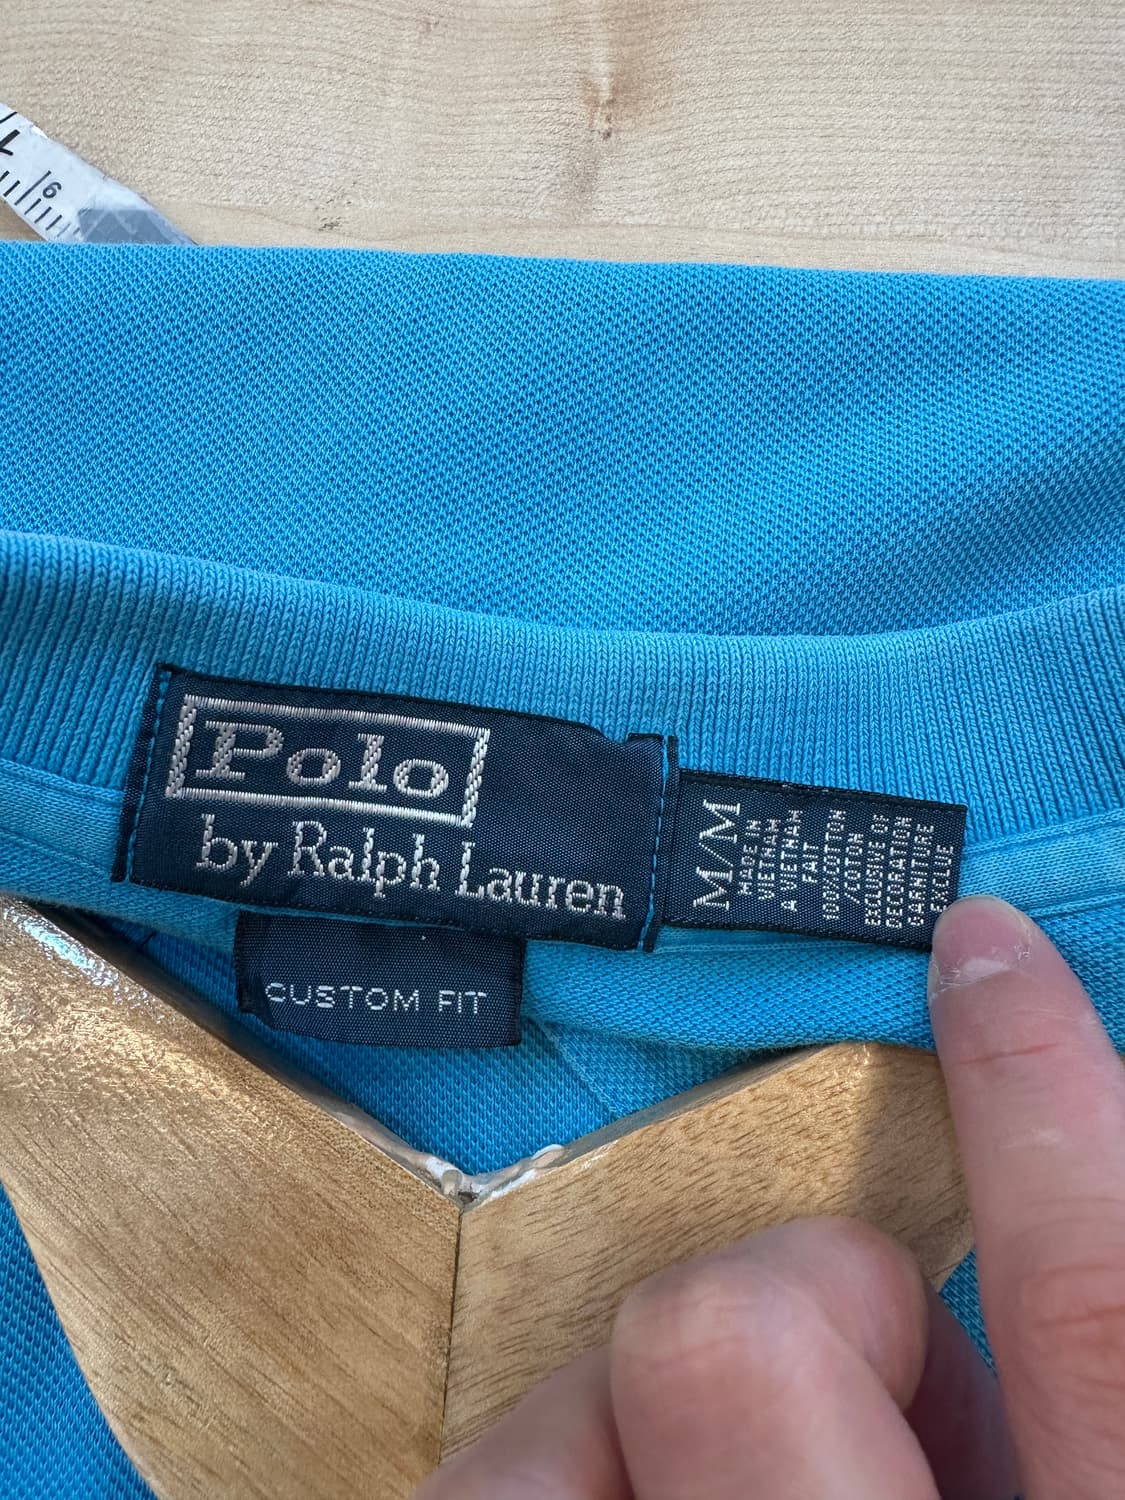 6
Polo
by Ralph Lauren
CUSTOM FIT
M/M
MADE IN
VIETNAM
FAIT
A VIETNAM
100%COTTON
/COTON
EXCLUSIVE OF
DECORATION
GARNITURE
EXCLUE